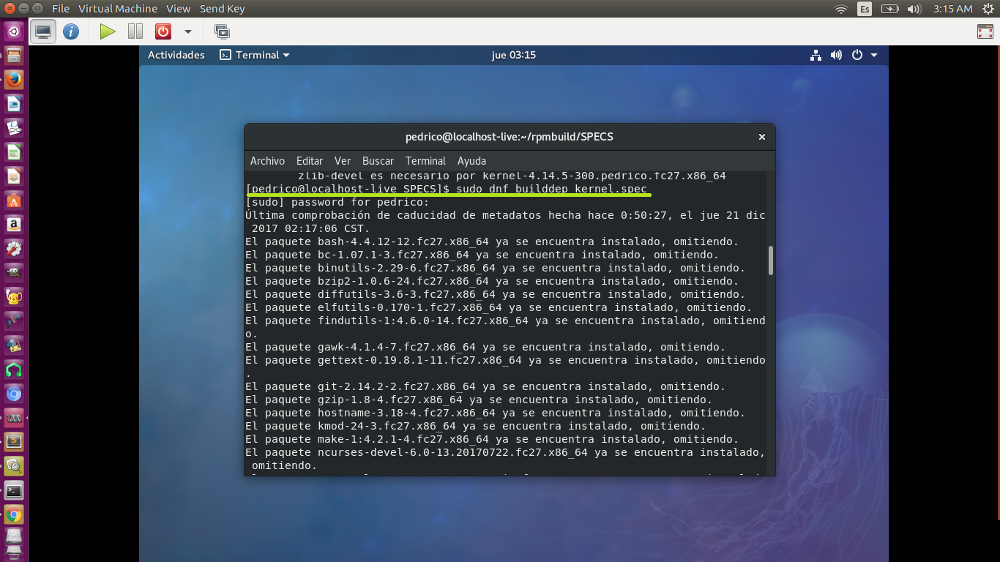 File Virtual Machine View Send Key
Es
3:15 AM
Actividades
Terminal
jue 03:15
pedrico@localhost-live:~/rpmbuild/SPECS
Archivo Editar Ver Buscar Terminal Ayuda
zlib-devel es necesario por kernel-4.14.5-300.pedrico.fc27.x86_64
[pedrico@localhost-live SPECS]$ sudo dnf builddep kernel.spec
[sudo] password for pedrico:
Última comprobación de caducidad de metadatos hecha hace 0:50:27, el jue 21 dic
2017 02:17:06 CST.
El paquete bash-4.4.12-12.fc27.x86_64 ya se encuentra instalado, omitiendo.
El paquete bc-1.07.1-3.fc27.x86_64 ya se encuentra instalado, omitiendo.
El paquete binutils-2.29-6.fc27.x86_64 ya se encuentra instalado, omitiendo.
El paquete bzip2-1.0.6-24.fc27.x86_64 ya se encuentra instalado, omitiendo.
El paquete diffutils-3.6-3.fc27.x86_64 ya se encuentra instalado, omitiendo.
El paquete elfutils-0.170-1.fc27.x86_64 ya se encuentra instalado, omitiendo.
El paquete findutils-1:4.6.0-14.fc27.x86_64 ya se encuentra instalado, omitiend
o.
El paquete gawk-4.1.4-7.fc27.x86_64 ya se encuentra instalado, omitiendo.
El paquete gettext-0.19.8.1-11.fc27.x86_64 ya se encuentra instalado, omitiendo
.
El paquete git-2.14.2-2.fc27.x86_64 ya se encuentra instalado, omitiendo.
El paquete gzip-1.8-4.fc27.x86_64 ya se encuentra instalado, omitiendo.
El paquete hostname-3.18-4.fc27.x86_64 ya se encuentra instalado, omitiendo.
El paquete kmod-24-3.fc27.x86_64 ya se encuentra instalado, omitiendo.
El paquete make-1:4.2.1-4.fc27.x86_64 ya se encuentra instalado, omitiendo.
El paquete ncurses-devel-6.0-13.20170722.fc27.x86_64 ya se encuentra instalado,
omitiendo.